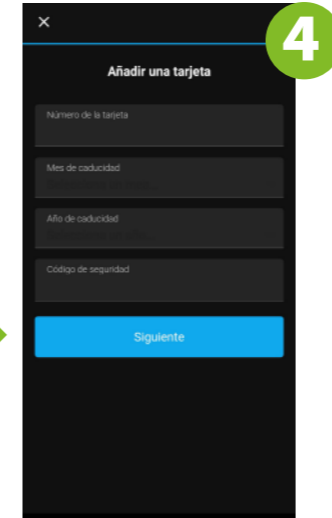 4
Añadir una tarjeta
Número de la tarjeta
Mes de caducidad
Año de caducidad
Código de seguridad
Siguiente